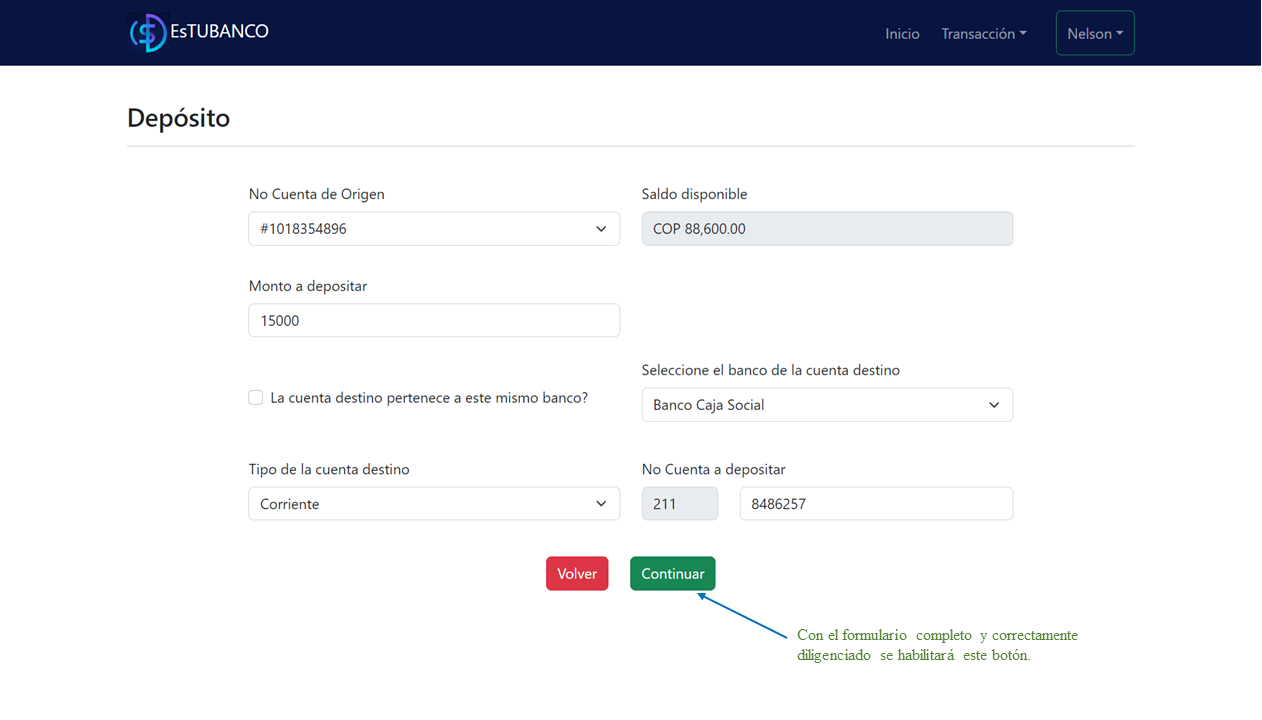 EsTUBANCO
Inicio
Transacción
Nelson
Depósito
No Cuenta de Origen
Saldo disponible
#1018354896
COP 88,600.00
Monto a depositar
15000
Seleccione el banco de la cuenta destino
La cuenta destino pertenece a este mismo banco?
Banco Caja Social
Tipo de la cuenta destino
No Cuenta a depositar
Corriente
211
8486257
Volver
Continuar
Con el formulario completo y correctamente
diligenciado se habilitará este botón.